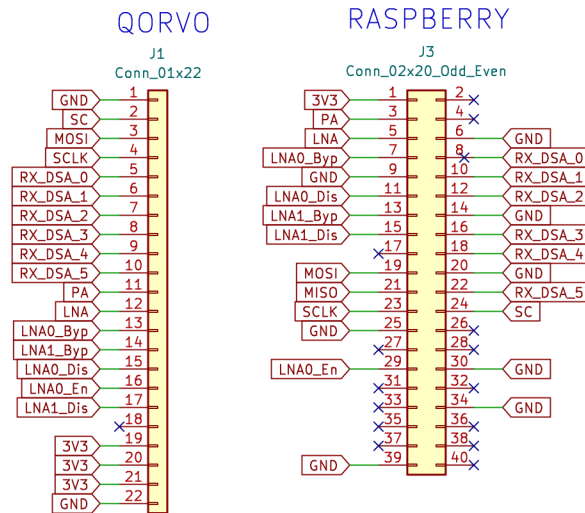 QORVO
J1
Conn_01x22
GND 1
SC 2
MOSI 3
SCLK 4
RX_DSA_0 5
RX_DSA_1 6
RX_DSA_2 7
RX_DSA_3 8
RX_DSA_4 9
RX_DSA_5 10
PA 11
LNA 12
LNA0_Byp 13
LNA1_Byp 14
LNA0_Dis 15
LNA0_En 16
LNA1_Dis 17
18
3V3 19
3V3 20
3V3 21
GND 22
RASPBERRY
J3
Conn_02x20_Odd_Even
3V3 1 2
PA 3 4
LNA 5 6 GND
LNA0_Byp 7 8 RX_DSA_0
GND 9 10 RX_DSA_1
LNA0_Dis 11 12 RX_DSA_2
LNA1_Byp 13 14 GND
LNA1_Dis 15 16 RX_DSA_3
17 18 RX_DSA_4
MOSI 19 20 GND
MISO 21 22 RX_DSA_5
SCLK 23 24 SC
GND 25 26
27 28
LNA0_En 29 30 GND
31 32
33 34 GND
35 36
37 38
GND 39 40